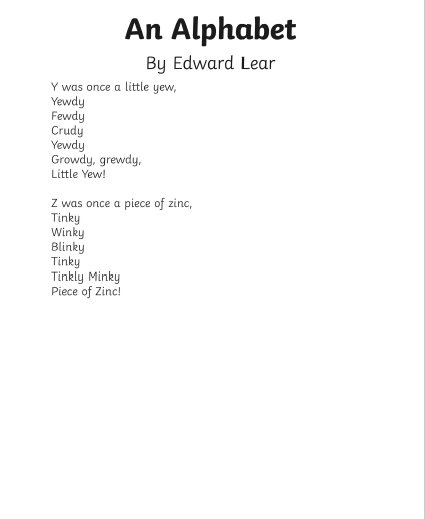 An Alphabet
By Edward Lear
Y was once a little yew,
Yewdy
Fewdy
Crudy
Yewdy
Growdy, grewdy,
Little Yew!
Z was once a piece of zinc,
Tinky
Winky
Blinky
Tinky
Tinkly Minky
Piece of Zinc!